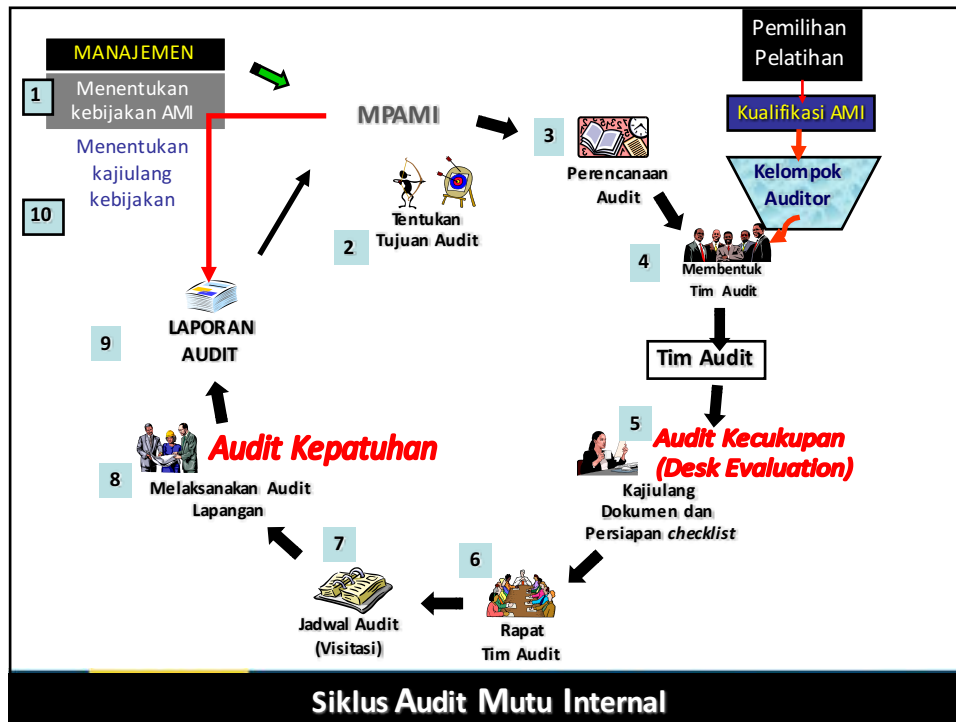 MANAJEMEN
1
Menentukan
kebijakan AMI
Menentukan
kajiulang
kebijakan
10
MPAMI
2
Tentukan
Tujuan Audit
3
Perencanaan
Audit
Pemilihan
Pelatihan
Kualifikasi AMI
Kelompok
Auditor
4
Membentuk
Tim Audit
Tim Audit
5
Audit Kecukupan
(Desk Evaluation)
Kajiulang
Dokumen dan
Persiapan checklist
6
Rapat
Tim Audit
7
Jadwal Audit
(Visitasi)
8
Audit Kepatuhan
Melaksanakan Audit
Lapangan
9
LAPORAN
AUDIT
Siklus Audit Mutu Internal